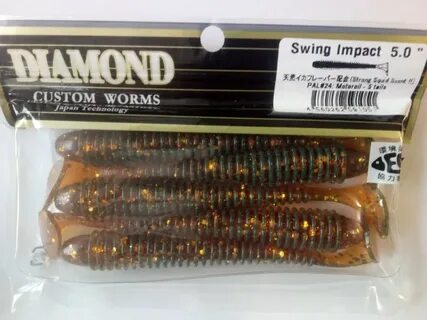 DIAMOND
CUSTOM WORMS
Japan Technology
Swing Impact 5.0 "
天然イカフレーバー配合 (Strong Squid Scent !!)
PAL#24: Motoroil - 5 tails